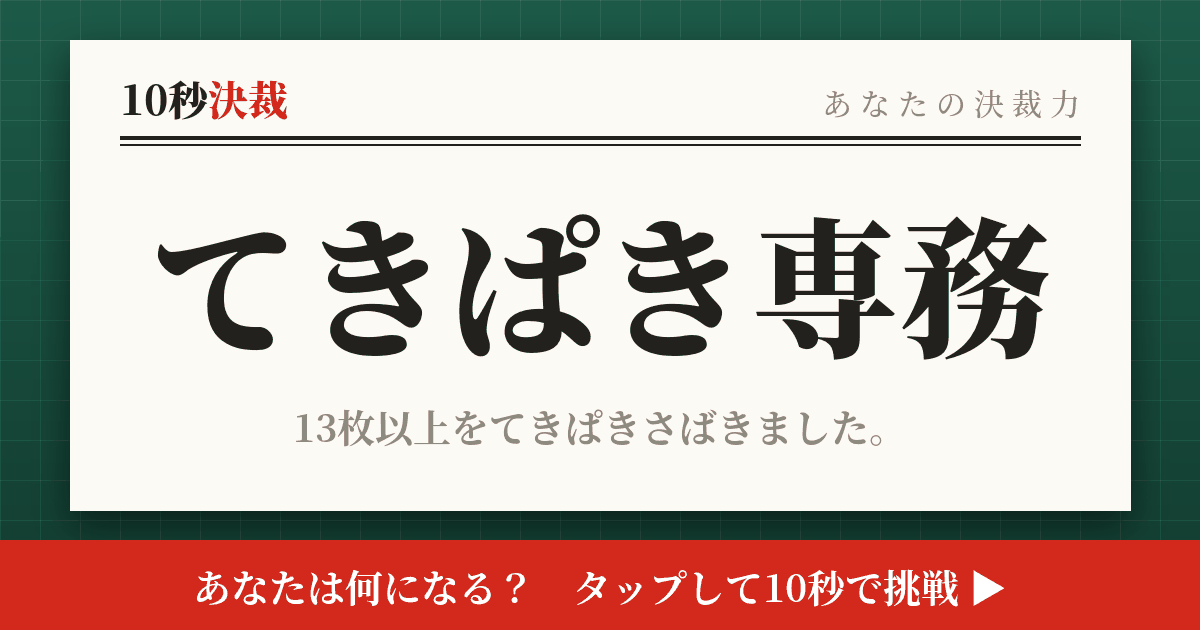 10秒決裁
あなたの決裁力
てきぱき専務
13枚以上をてきぱきさばきました。
あなたは何になる？　タップして10秒で挑戦 ▶